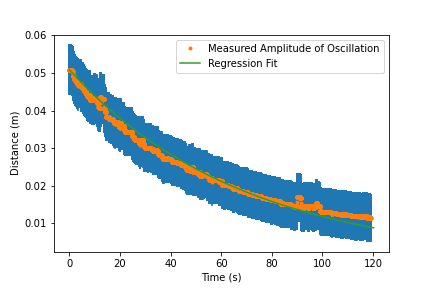 0.06
0.05
0.04
0.03
0.02
0.01
Distance (m)
Measured Amplitude of Oscillation
Regression Fit
0 20 40 60 80 100 120
Time (s)